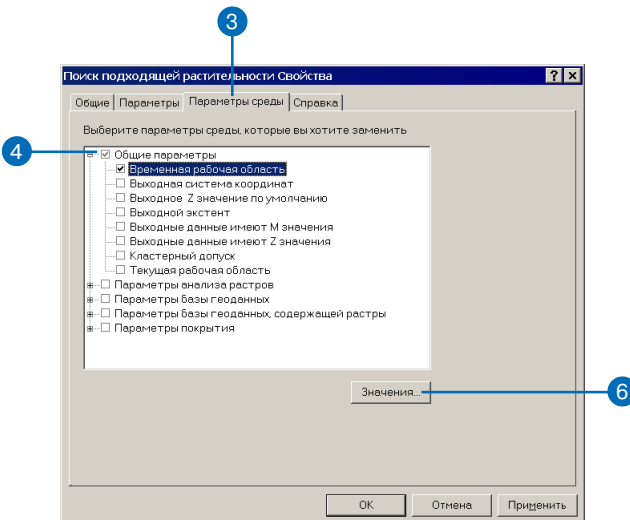 3
Поиск подходящей растительности Свойства
Общие Параметры Параметры среды Справка
Выберите параметры среды, которые вы хотите заменить
4
Общие параметры
Временная рабочая область
Выходная система координат
Выходное Z значение по умолчанию
Выходной экстент
Выходные данные имеют М значения
Выходные данные имеют Z значения
Кластерный допуск
Текущая рабочая область
Параметры анализа растров
Параметры базы геоданных
Параметры базы геоданных, содержащей растры
Параметры покрытия
Значения...
6
OK Отмена Применить